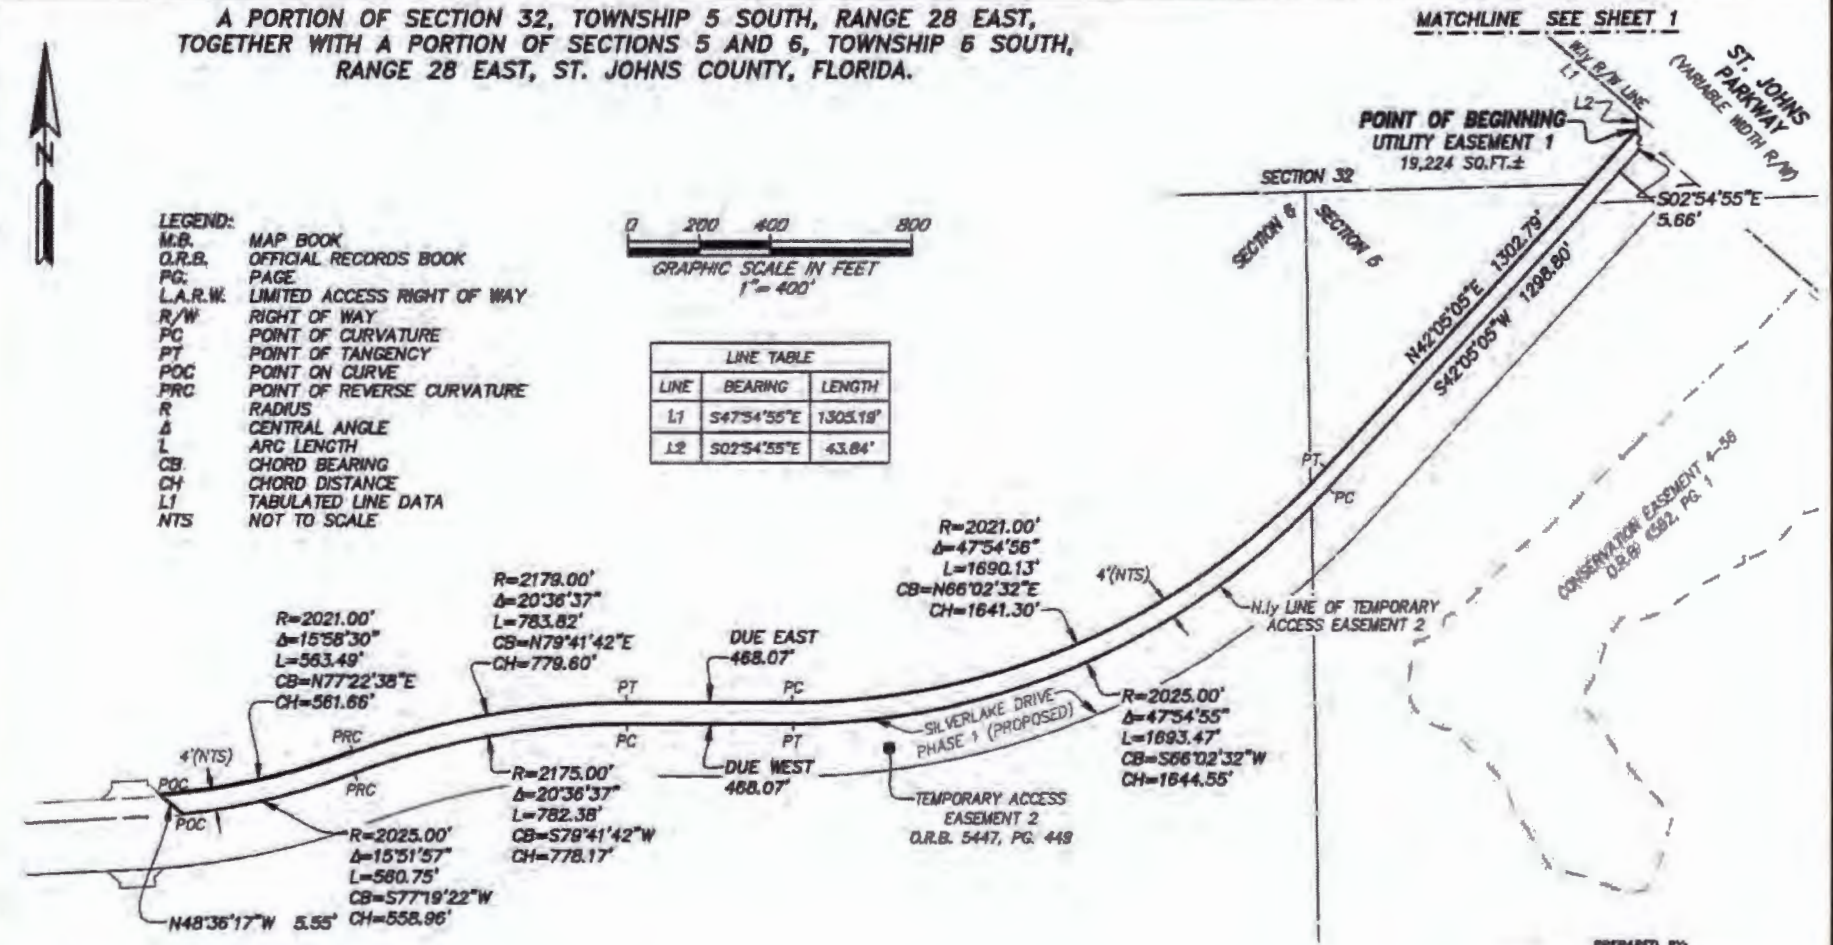 A PORTION OF SECTION 32, TOWNSHIP 5 SOUTH, RANGE 28 EAST,
TOGETHER WITH A PORTION OF SECTIONS 5 AND 6, TOWNSHIP 6 SOUTH,
RANGE 28 EAST, ST. JOHNS COUNTY, FLORIDA.
MATCHLINE SEE SHEET 1
W.ly R/W LINE
L1
L2
ST. JOHNS
PARKWAY
(VARIABLE WIDTH R/W)
POINT OF BEGINNING
UTILITY EASEMENT 1
19,224 SQ.FT.±
N
SECTION 32
SECTION 6
SECTION 5
S02°54'55"E
5.66'
LEGEND:
M.B. MAP BOOK
O.R.B. OFFICIAL RECORDS BOOK
PG. PAGE
L.A.R.W. LIMITED ACCESS RIGHT OF WAY
R/W RIGHT OF WAY
PC POINT OF CURVATURE
PT POINT OF TANGENCY
POC POINT ON CURVE
PRC POINT OF REVERSE CURVATURE
R RADIUS
Δ CENTRAL ANGLE
L ARC LENGTH
CB CHORD BEARING
CH CHORD DISTANCE
L1 TABULATED LINE DATA
NTS NOT TO SCALE
0 200 400 800
GRAPHIC SCALE IN FEET
1"= 400'
LINE TABLE
LINE BEARING LENGTH
L1 S47°54'55"E 1305.19'
L2 S02°54'55"E 43.84'
N42°05'05"E 1302.79'
S42°05'05"W 1298.80'
PT
PC
CONSERVATION EASEMENT 4-56
O.R.B. 4582, PG. 1
R=2021.00'
Δ=47°54'56"
L=1690.13'
CB=N66°02'32"E
CH=1641.30'
4'(NTS)
N.ly LINE OF TEMPORARY
ACCESS EASEMENT 2
R=2179.00'
Δ=20°36'37"
L=783.82'
CB=N79°41'42"E
CH=779.60'
R=2021.00'
Δ=15°58'30"
L=563.49'
CB=N77°22'38"E
CH=561.66'
DUE EAST
468.07'
PT
PC
PRC
4'(NTS)
POC
POC
PRC
PC
PT
SILVERLAKE DRIVE
PHASE 1 (PROPOSED)
R=2025.00'
Δ=47°54'55"
L=1693.47'
CB=S66°02'32"W
CH=1644.55'
DUE WEST
468.07'
R=2175.00'
Δ=20°36'37"
L=782.38'
CB=S79°41'42"W
CH=778.17'
TEMPORARY ACCESS
EASEMENT 2
O.R.B. 5447, PG. 449
R=2025.00'
Δ=15°51'57"
L=560.75'
CB=S77°19'22"W
CH=558.96'
N48°36'17"W 5.55'
PREPARED BY: